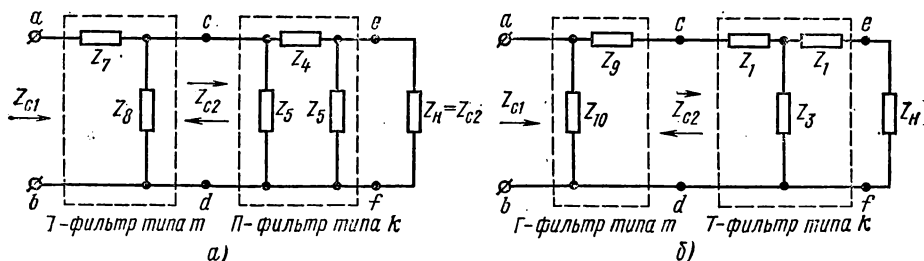 a c e a c e
Z₇ Z₄ Z₉ Z₁ Z₁
Zc1 Z₈ Zc2 Z₅ Z₅ Zн=Zc2 Zc1 Z₁₀ Zc2 Z₃ Zн
b d f b d f
Ꞁ-фильтр типа m П-фильтр типа k Г-фильтр типа m Т-фильтр типа k
а) б)